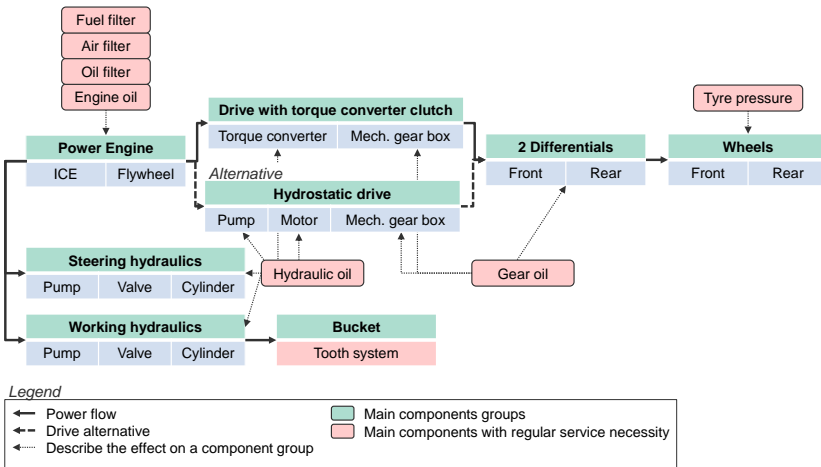 Fuel filter
Air filter
Oil filter
Engine oil
Tyre pressure
Drive with torque converter clutch
Torque converter Mech. gear box
Power Engine
ICE Flywheel
2 Differentials
Front Rear
Wheels
Front Rear
Alternative
Hydrostatic drive
Pump Motor Mech. gear box
Steering hydraulics
Pump Valve Cylinder
Hydraulic oil
Gear oil
Working hydraulics
Pump Valve Cylinder
Bucket
Tooth system
Legend
Power flow
Drive alternative
Describe the effect on a component group
Main components groups
Main components with regular service necessity